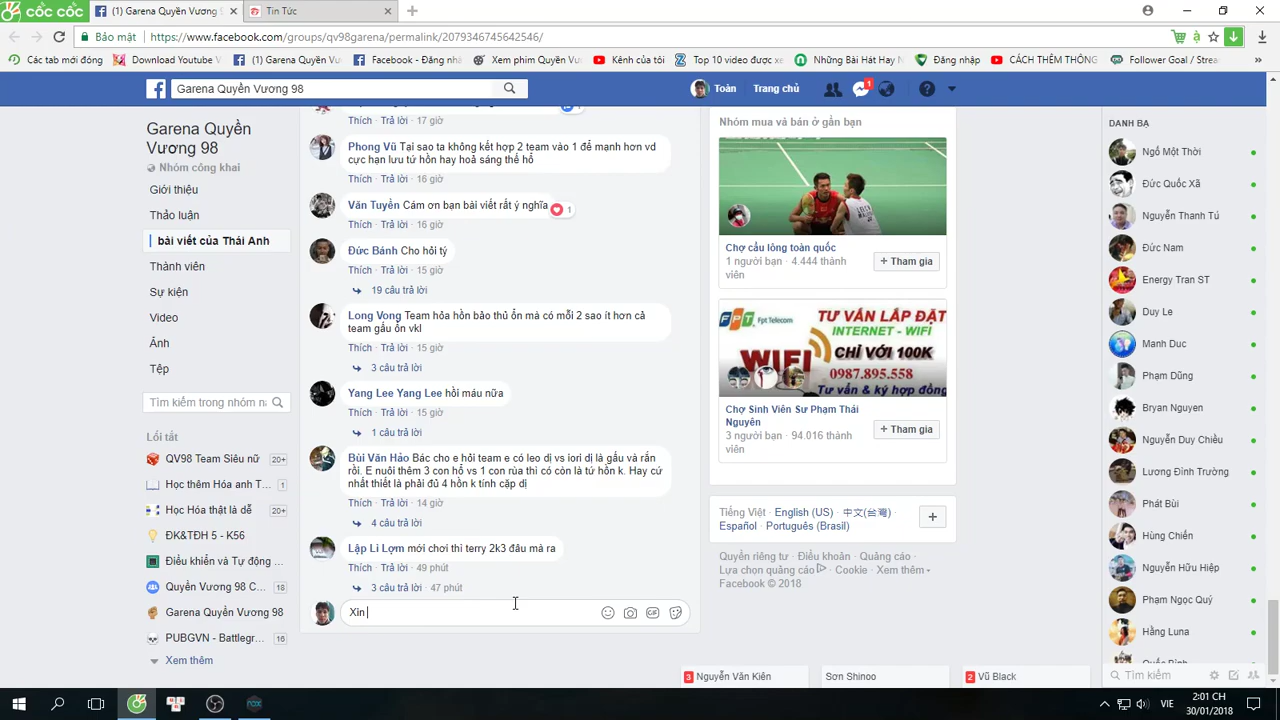 cốc cốc
(1) Garena Quyền Vương 9
Tin Tức
Bảo mật
https://www.facebook.com/groups/qv98garena/permalink/2079346745642546/
Các tab mới đóng
Download Youtube V
(1) Garena Quyền Vư
Facebook - Đăng nhậ
Xem phim Quyền Vư
Kênh của tôi
Top 10 video được xe
Những Bài Hát Hay N
Đăng nhập
CÁCH THÊM THÔNG
Follower Goal / Strea
Garena Quyền Vương 98
Toàn
Trang chủ
1
Garena Quyền
Vương 98
Nhóm công khai
Giới thiệu
Thảo luận
bài viết của Thái Anh
Thành viên
Sự kiện
Video
Ảnh
Tệp
Tìm kiếm trong nhóm nà
Lối tắt
QV98 Team Siêu nữ 20+
Học thêm Hóa anh T... 1
Học Hóa thật là dễ 20+
ĐK&TĐH 5 - K56
Điều khiển và Tự động ...
Quyền Vương 98 C... 18
Garena Quyền Vương 98
PUBGVN - Battlegr... 16
Xem thêm
Thích · Trả lời · 17 giờ
Phong Vũ Tại sao ta không kết hợp 2 team vào 1 để mạnh hơn vd
cực hạn lưu tứ hồn hay hoả sáng thế hổ
Thích · Trả lời · 16 giờ
Văn Tuyển Cám ơn bạn bài viết rất ý nghĩa
1
Thích · Trả lời · 16 giờ
Đức Bánh Cho hỏi tý
Thích · Trả lời · 15 giờ
19 câu trả lời
Long Vong Team hỏa hồn bảo thủ ổn mà có mỗi 2 sao ít hơn cả
team gấu ổn vkl
Thích · Trả lời · 15 giờ
3 câu trả lời
Yang Lee Yang Lee hồi máu nữa
Thích · Trả lời · 15 giờ
1 câu trả lời
Bùi Văn Hảo Bậc cho e hỏi team e có leo dị vs iori dị là gấu và rắn
rồi. E nuôi thêm 3 con hổ vs 1 con rùa thì có còn là tứ hồn k. Hay cứ
nhất thiết là phải đủ 4 hồn k tính cặp dị
Thích · Trả lời · 14 giờ
4 câu trả lời
Lập Li Lợm mới chơi thì terry 2k3 đâu mà ra
Thích · Trả lời · 49 phút
3 câu trả lời · 47 phút
Xin
Nhóm mua và bán ở gần bạn
Chợ cầu lông toàn quốc
1 người bạn · 4.444 thành
viên
+ Tham gia
FPT Fpt Telecom
TƯ VẤN LẮP ĐẶT
INTERNET - WIFI
WIFI
CHỈ VỚI 100K
0987.895.558
Tư vấn & ký hợp đồng
Chợ Sinh Viên Sư Phạm Thái
Nguyên
3 người bạn · 94.016 thành
viên
+ Tham gia
Tiếng Việt · English (US) · 中文(台灣) ·
Español · Português (Brasil)
Quyền riêng tư · Điều khoản · Quảng cáo ·
Lựa chọn quảng cáo · Cookie · Xem thêm
Facebook © 2018
DANH BẠ
Ngố Một Thời
Đức Quốc Xã
Nguyễn Thanh Tú
Đức Nam
Energy Tran ST
Duy Le
Manh Duc
Phạm Dũng
Bryan Nguyen
Nguyễn Duy Chiều
Lương Đình Trường
Phát Bùi
Hùng Chiến
Nguyễn Hữu Hiệp
Phạm Ngọc Quý
Hằng Luna
Tìm kiếm
3 Nguyễn Văn Kiên
Sơn Shinoo
2 Vũ Black
VIE
2:01 CH
30/01/2018